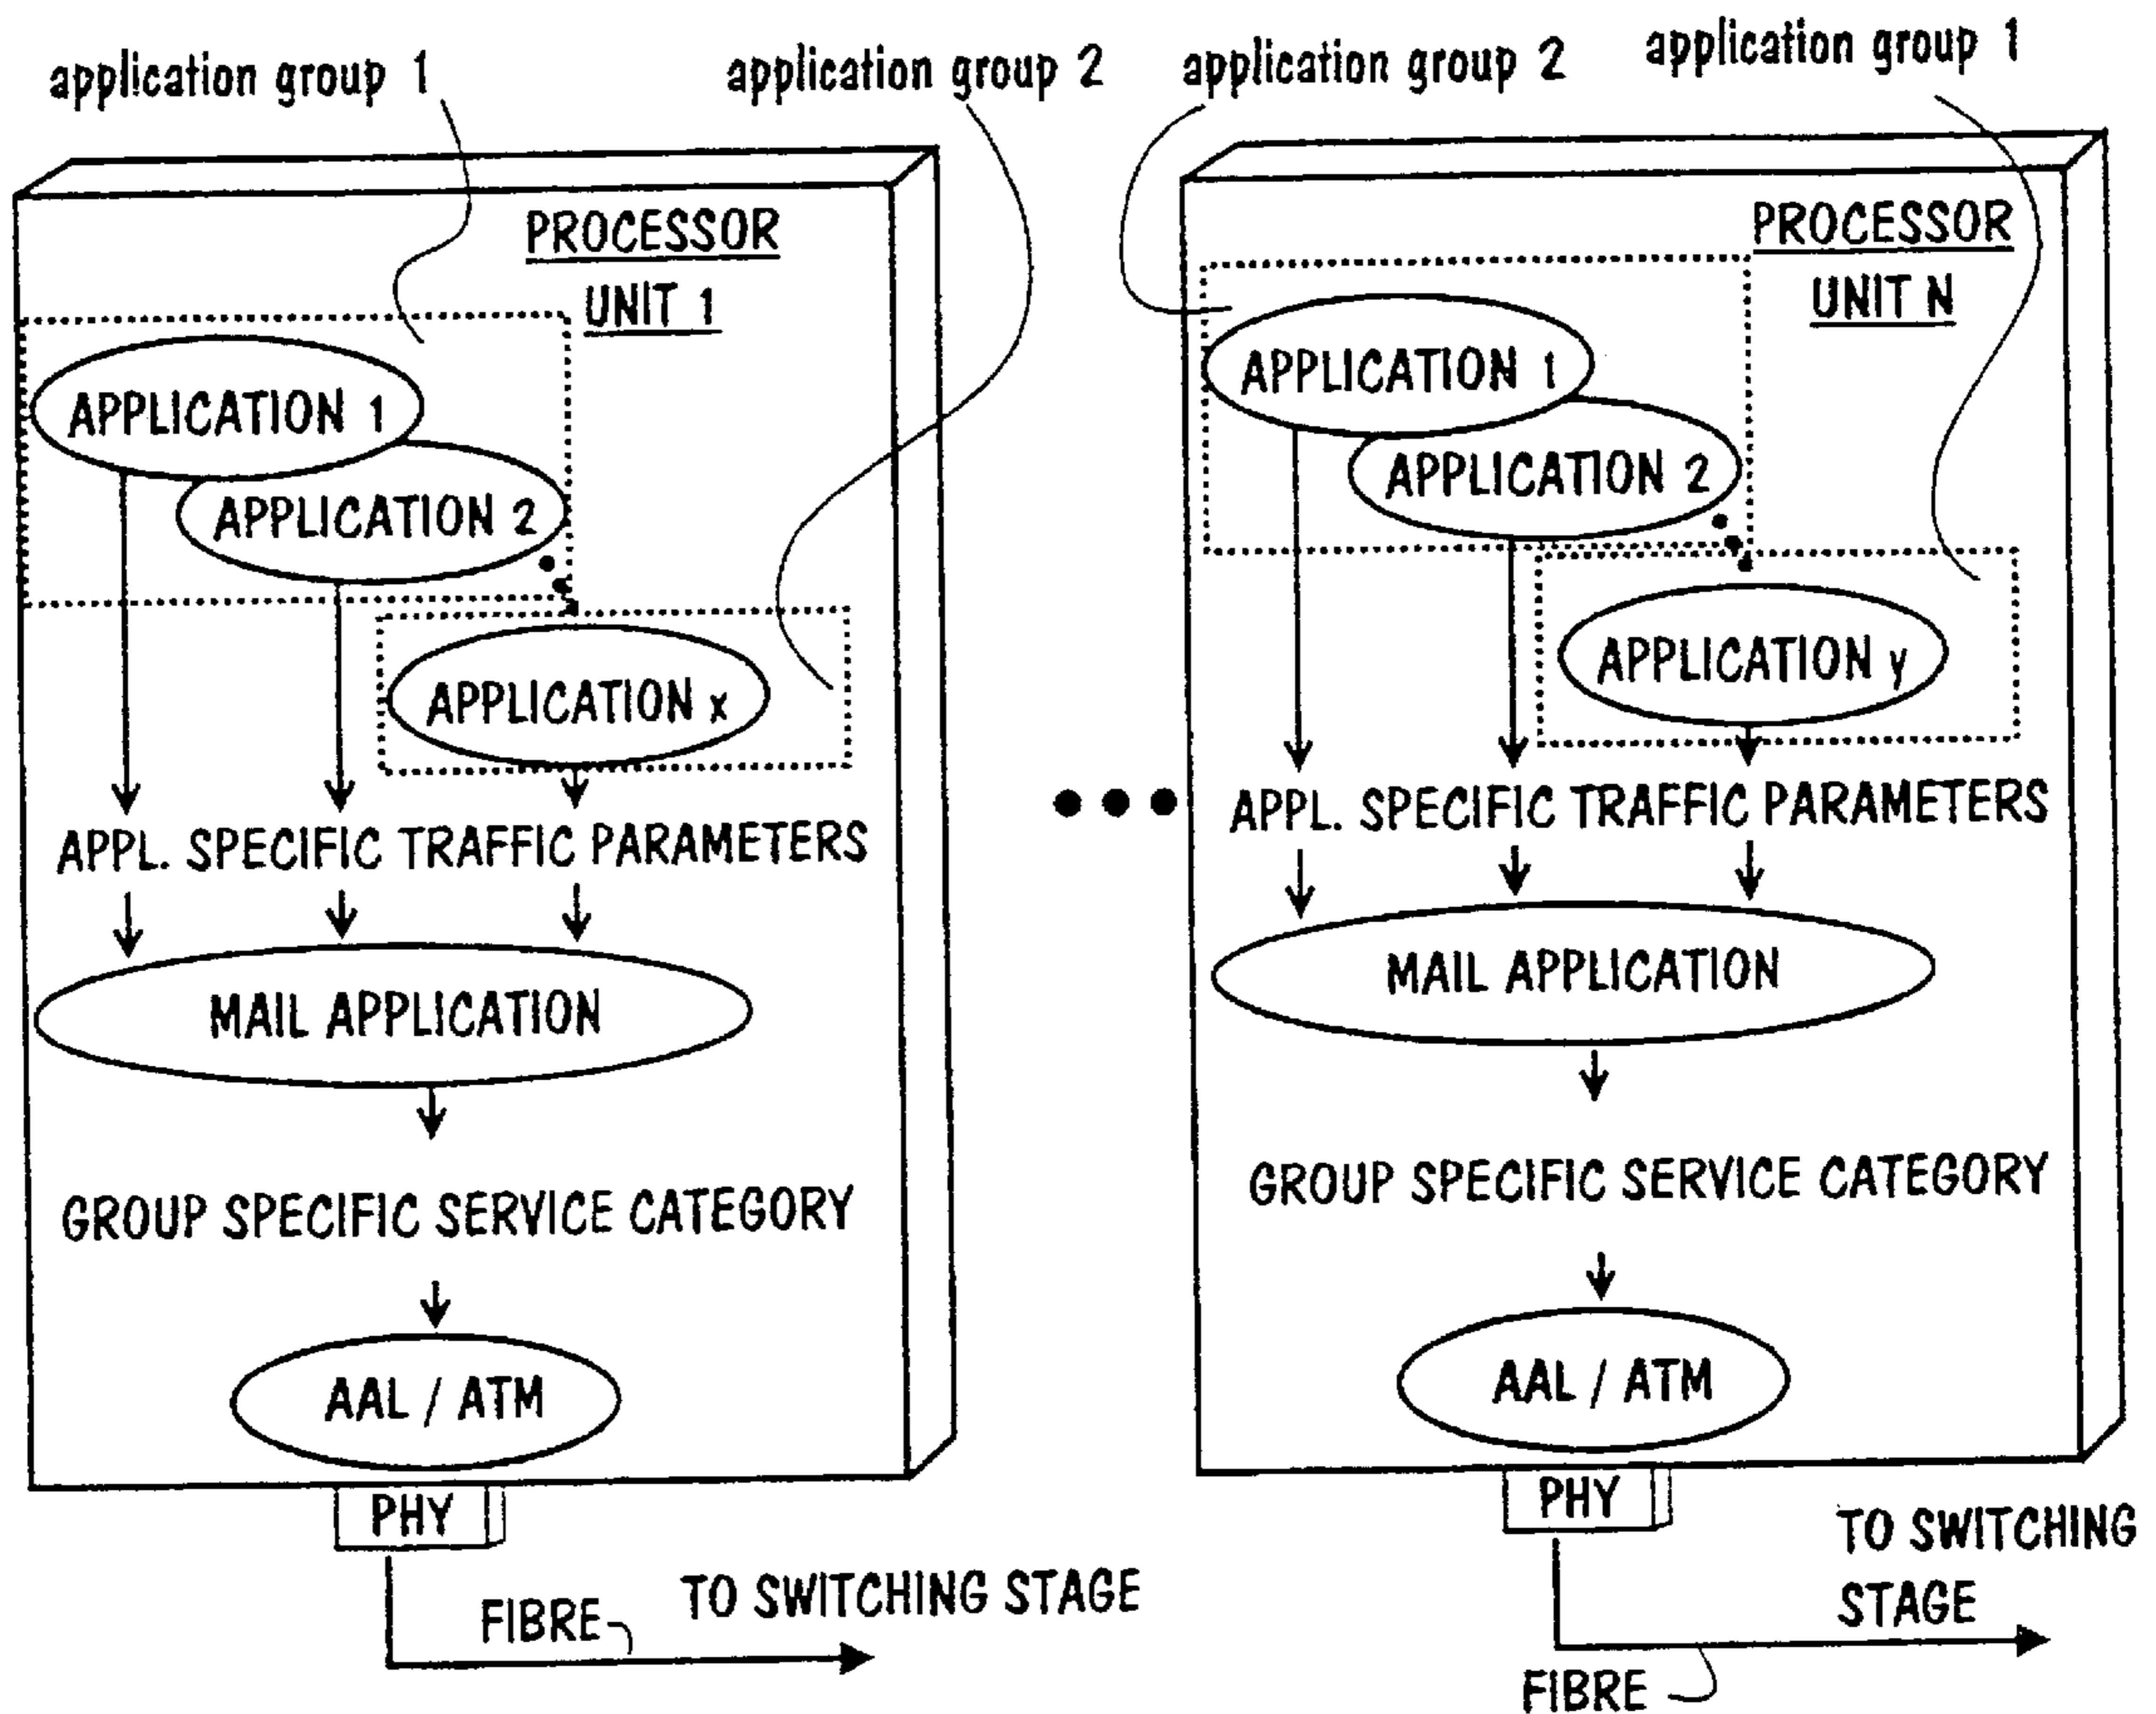 application group 1
application group 2
application group 2
application group 1
PROCESSOR
UNIT 1
APPLICATION 1
APPLICATION 2
APPLICATION x
APPL. SPECIFIC TRAFFIC PARAMETERS
MAIL APPLICATION
GROUP SPECIFIC SERVICE CATEGORY
AAL / ATM
PHY
FIBRE
TO SWITCHING STAGE
PROCESSOR
UNIT N
APPLICATION 1
APPLICATION 2
APPLICATION y
APPL. SPECIFIC TRAFFIC PARAMETERS
MAIL APPLICATION
GROUP SPECIFIC SERVICE CATEGORY
AAL / ATM
PHY
TO SWITCHING
STAGE
FIBRE